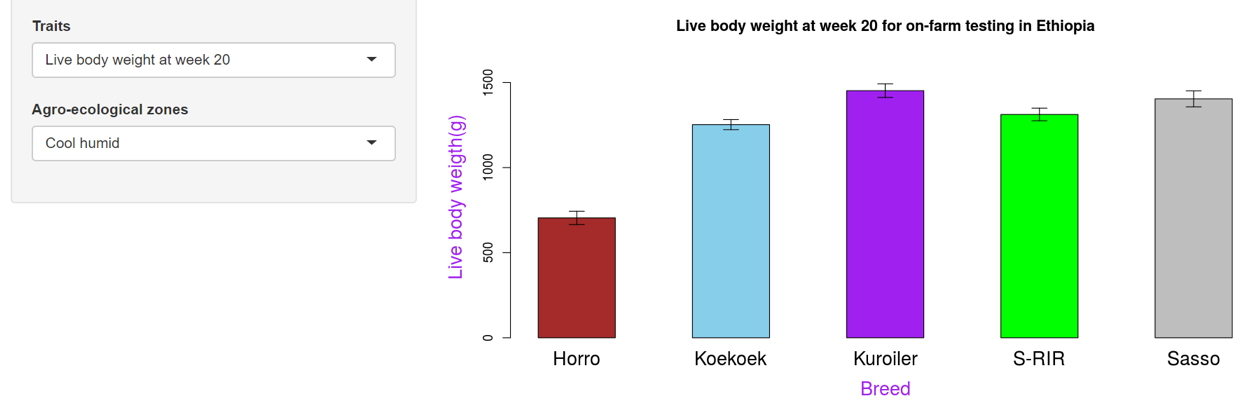 Traits
Live body weight at week 20
Agro-ecological zones
Cool humid
Live body weight at week 20 for on-farm testing in Ethiopia
Live body weigth(g)
1500
1000
500
0
Horro Koekoek Kuroiler S-RIR Sasso
Breed